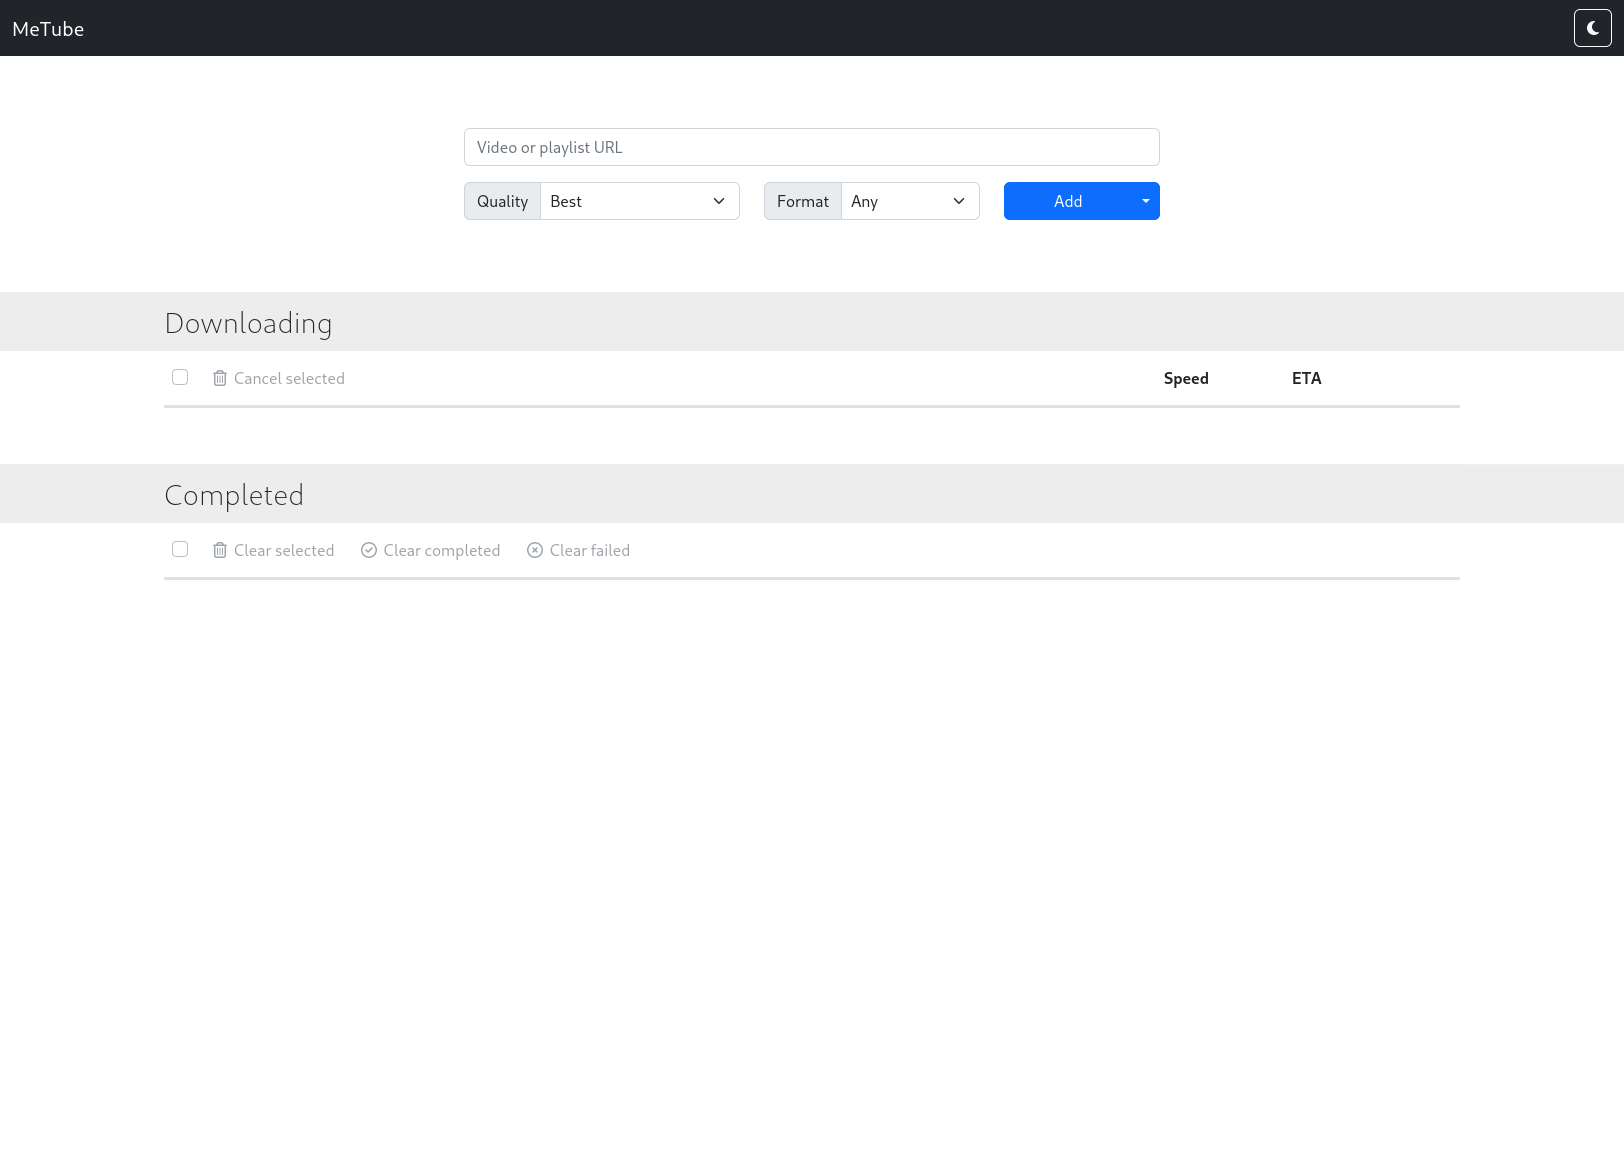 MeTube
Video or playlist URL
Quality Best Format Any Add
Downloading
Cancel selected Speed ETA
Completed
Clear selected Clear completed Clear failed